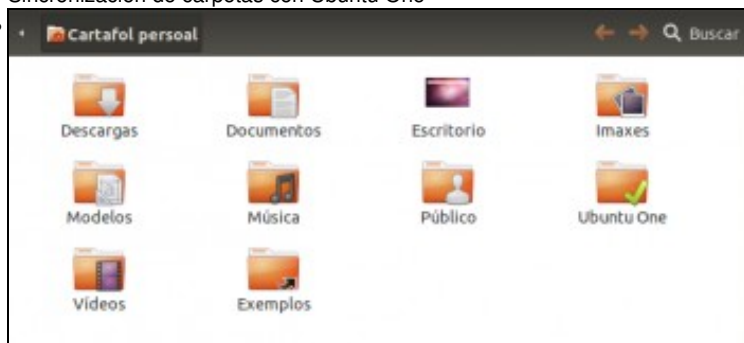 Sincronización de carpetas con Ubuntu One
Cartafol persoal Buscar
Descargas Documentos Escritorio Imaxes
Modelos Música Público Ubuntu One
Vídeos Exemplos